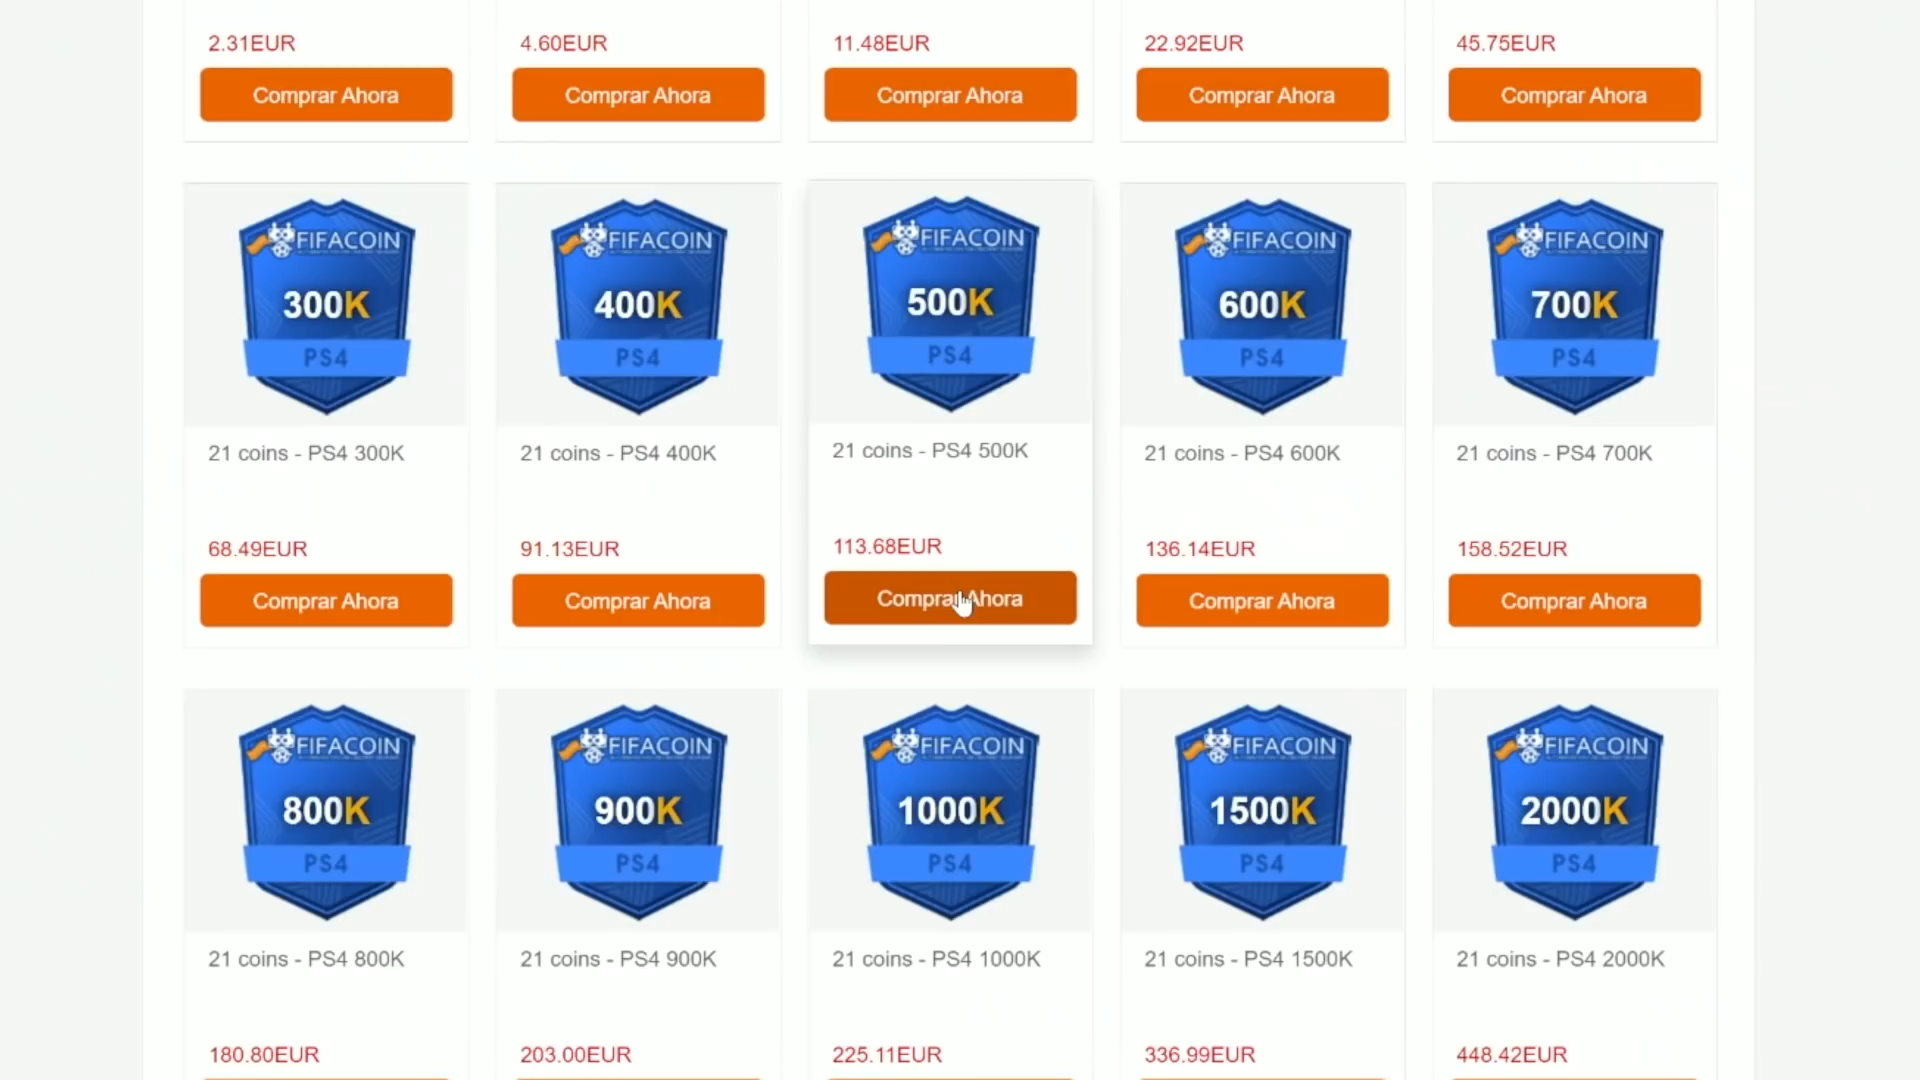 2.31EUR 4.60EUR 11.48EUR 22.92EUR 45.75EUR
Comprar Ahora Comprar Ahora Comprar Ahora Comprar Ahora Comprar Ahora
FIFACOIN FIFACOIN FIFACOIN FIFACOIN FIFACOIN
300K 400K 500K 600K 700K
PS4 PS4 PS4 PS4 PS4
21 coins - PS4 300K 21 coins - PS4 400K 21 coins - PS4 500K 21 coins - PS4 600K 21 coins - PS4 700K
68.49EUR 91.13EUR 113.68EUR 136.14EUR 158.52EUR
Comprar Ahora Comprar Ahora Comprar Ahora Comprar Ahora Comprar Ahora
FIFACOIN FIFACOIN FIFACOIN FIFACOIN FIFACOIN
800K 900K 1000K 1500K 2000K
PS4 PS4 PS4 PS4 PS4
21 coins - PS4 800K 21 coins - PS4 900K 21 coins - PS4 1000K 21 coins - PS4 1500K 21 coins - PS4 2000K
180.80EUR 203.00EUR 225.11EUR 336.99EUR 448.42EUR